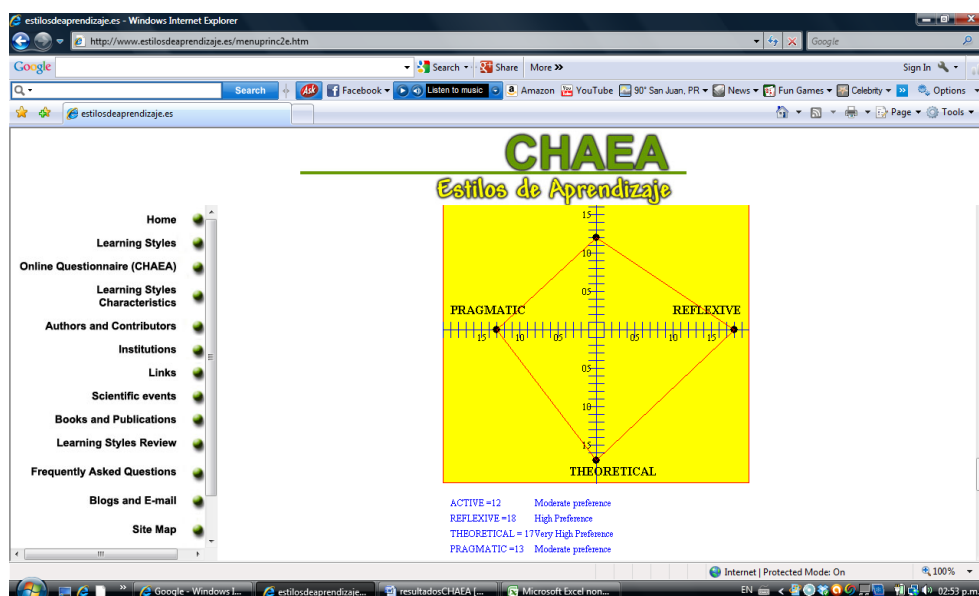 estilosdeaprendizaje.es - Windows Internet Explorer
http://www.estilosdeaprendizaje.es/menuprinc2e.htm
Google
Google
Search
Share
More »
Sign In
Search
Ask
Facebook
Listen to music
Amazon
YouTube
90° San Juan, PR
News
Fun Games
Celebrity
Options
estilosdeaprendizaje.es
Page
Tools
CHAEA
Estilos de Aprendizaje
Home
Learning Styles
Online Questionnaire (CHAEA)
Learning Styles
Characteristics
Authors and Contributors
Institutions
Links
Scientific events
Books and Publications
Learning Styles Review
Frequently Asked Questions
Blogs and E-mail
Site Map
15
10
05
PRAGMATIC
REFLEXIVE
15 10 05 05 10 15
05
10
15
THEORETICAL
ACTIVE =12 Moderate preference
REFLEXIVE =18 High Preference
THEORETICAL = 17 Very High Preference
PRAGMATIC =13 Moderate preference
Internet | Protected Mode: On
100%
Google - Windows I...
estilosdeaprendizaje...
resultadosCHAEA [...
Microsoft Excel non...
EN
02:53 p.m.